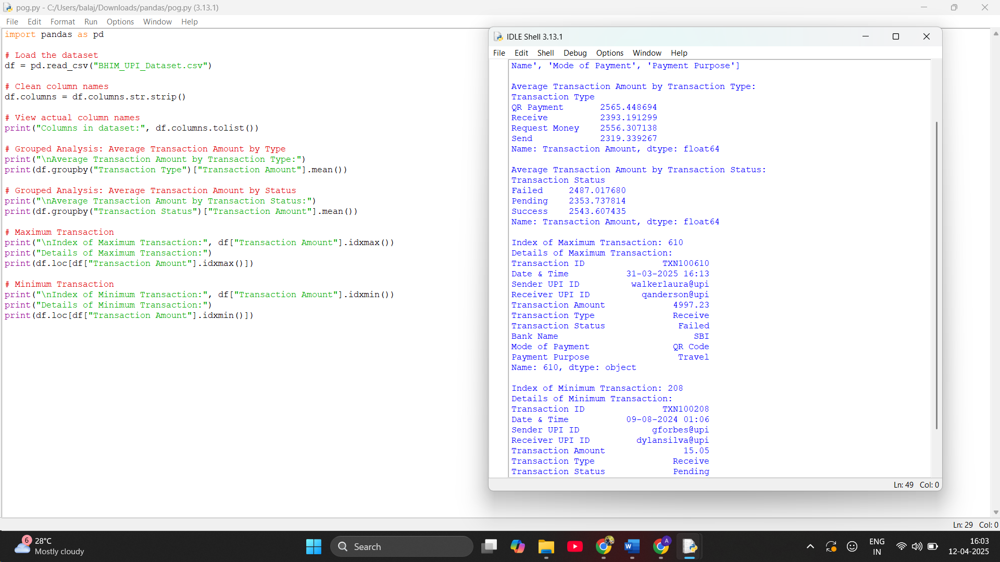 pog.py - C:/Users/balaj/Downloads/pandas/pog.py (3.13.1)
File Edit Format Run Options Window Help
import pandas as pd
# Load the dataset
df = pd.read_csv("BHIM_UPI_Dataset.csv")
# Clean column names
df.columns = df.columns.str.strip()
# View actual column names
print("Columns in dataset:", df.columns.tolist())
# Grouped Analysis: Average Transaction Amount by Type
print("\nAverage Transaction Amount by Transaction Type:")
print(df.groupby("Transaction Type")["Transaction Amount"].mean())
# Grouped Analysis: Average Transaction Amount by Status
print("\nAverage Transaction Amount by Transaction Status:")
print(df.groupby("Transaction Status")["Transaction Amount"].mean())
# Maximum Transaction
print("\nIndex of Maximum Transaction:", df["Transaction Amount"].idxmax())
print("Details of Maximum Transaction:")
print(df.loc[df["Transaction Amount"].idxmax()])
# Minimum Transaction
print("\nIndex of Minimum Transaction:", df["Transaction Amount"].idxmin())
print("Details of Minimum Transaction:")
print(df.loc[df["Transaction Amount"].idxmin()])
IDLE Shell 3.13.1
File Edit Shell Debug Options Window Help
Name', 'Mode of Payment', 'Payment Purpose']
Average Transaction Amount by Transaction Type:
Transaction Type
QR Payment 2565.448694
Receive 2393.191299
Request Money 2556.307138
Send 2319.339267
Name: Transaction Amount, dtype: float64
Average Transaction Amount by Transaction Status:
Transaction Status
Failed 2487.017680
Pending 2353.737814
Success 2543.607435
Name: Transaction Amount, dtype: float64
Index of Maximum Transaction: 610
Details of Maximum Transaction:
Transaction ID TXN100610
Date & Time 31-03-2025 16:13
Sender UPI ID walkerlaura@upi
Receiver UPI ID qanderson@upi
Transaction Amount 4997.23
Transaction Type Receive
Transaction Status Failed
Bank Name SBI
Mode of Payment QR Code
Payment Purpose Travel
Name: 610, dtype: object
Index of Minimum Transaction: 208
Details of Minimum Transaction:
Transaction ID TXN100208
Date & Time 09-08-2024 01:06
Sender UPI ID gforbes@upi
Receiver UPI ID dylansilva@upi
Transaction Amount 15.05
Transaction Type Receive
Transaction Status Pending
Ln: 49 Col: 0
Ln: 29 Col: 0
6
28°C
Mostly cloudy
Search
W
A
ENG
IN
16:03
12-04-2025